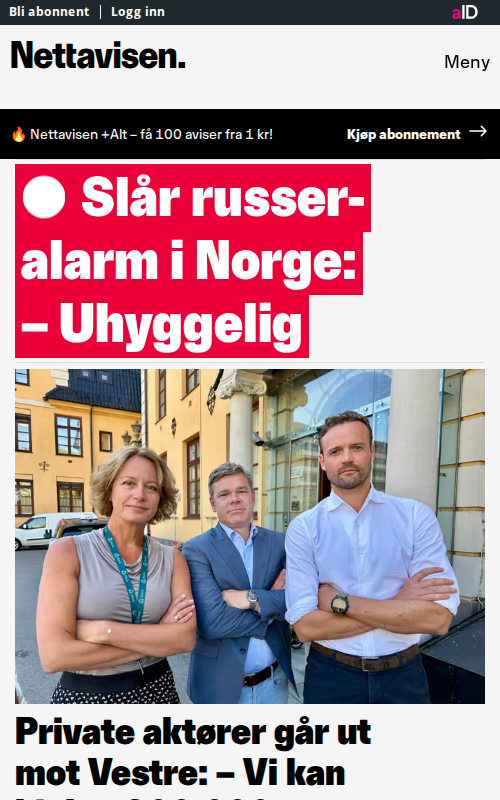 Bli abonnent
Logg inn
aID
Nettavisen.
Meny
🔥 Nettavisen +Alt – få 100 aviser fra 1 kr!
Kjøp abonnement →
Slår russer-
alarm i Norge:
– Uhyggelig
Private aktører går ut
mot Vestre: – Vi kan